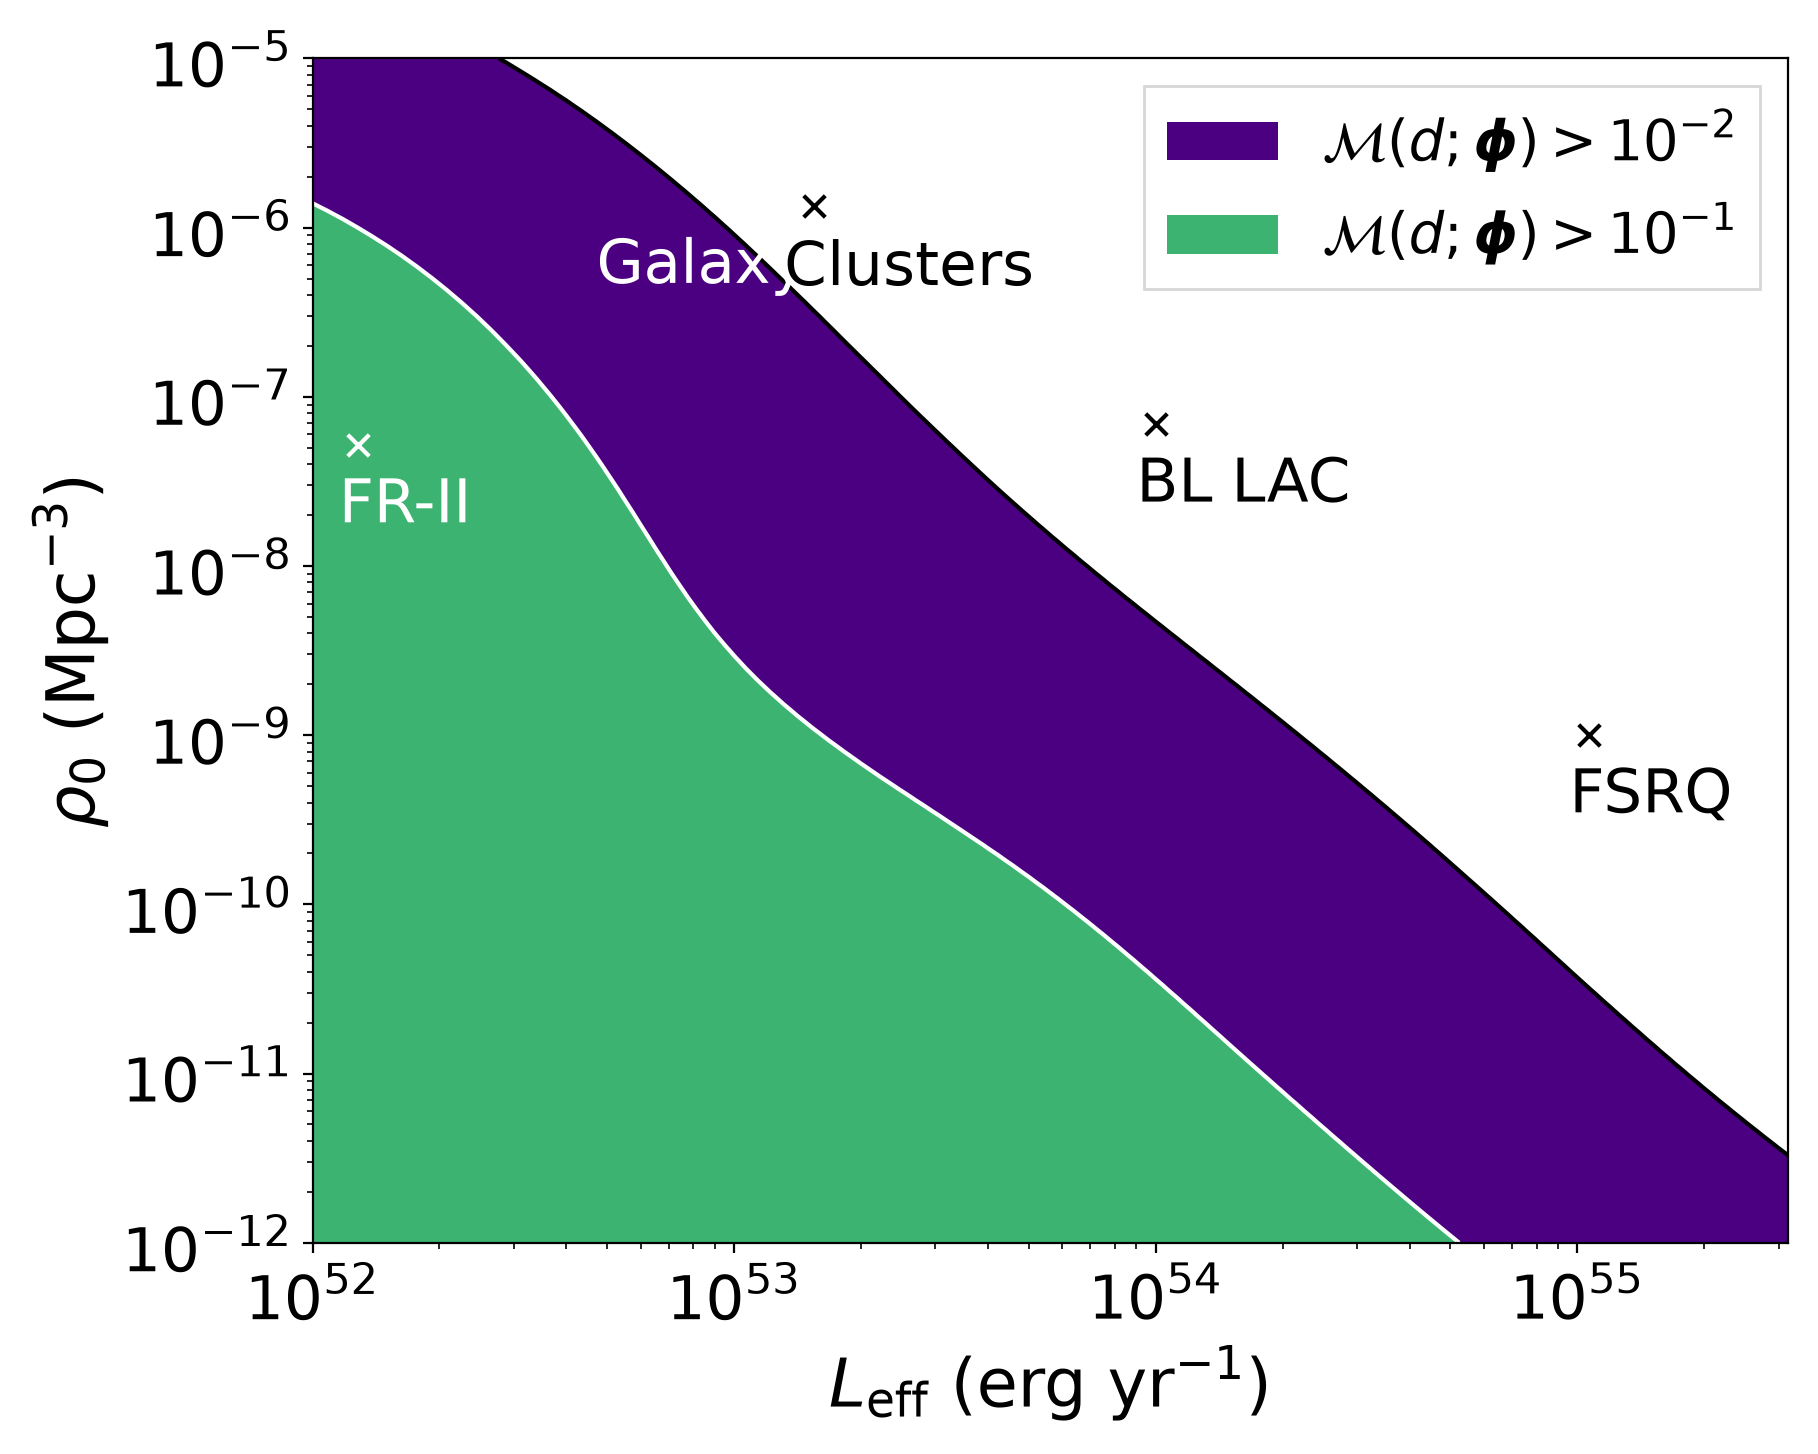 10⁻⁵
10⁻⁶
10⁻⁷
10⁻⁸
10⁻⁹
10⁻¹⁰
10⁻¹¹
10⁻¹²
ρ₀ (Mpc⁻³)
ℳ(d; ϕ) > 10⁻²
ℳ(d; ϕ) > 10⁻¹
Galaxy Clusters
FR-II
BL LAC
FSRQ
10⁵² 10⁵³ 10⁵⁴ 10⁵⁵
L_eff (erg yr⁻¹)